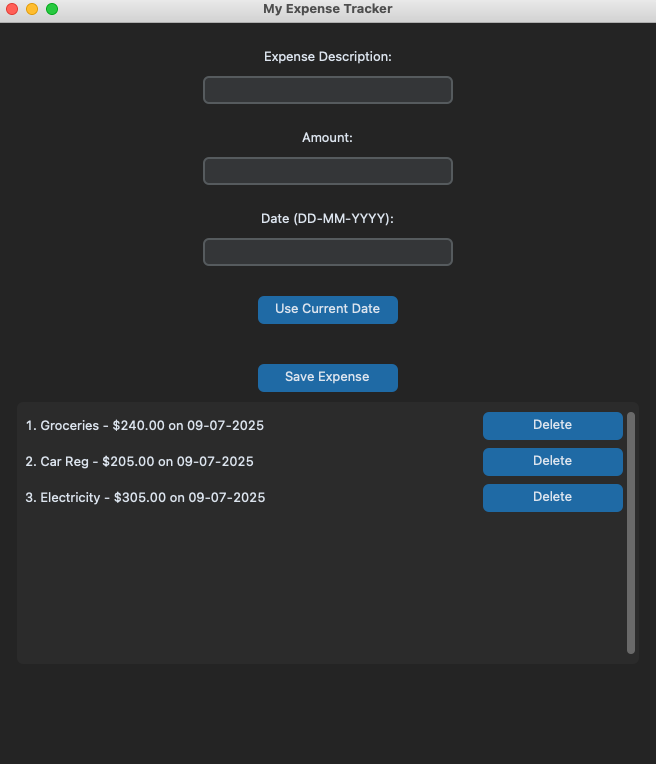 My Expense Tracker
Expense Description:
Amount:
Date (DD-MM-YYYY):
Use Current Date
Save Expense
1. Groceries - $240.00 on 09-07-2025 Delete
2. Car Reg - $205.00 on 09-07-2025 Delete
3. Electricity - $305.00 on 09-07-2025 Delete